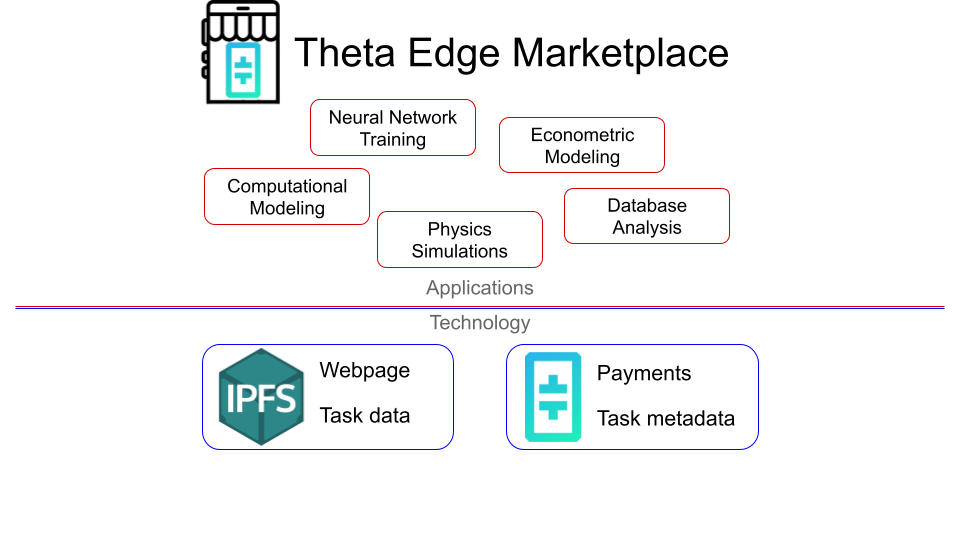 Theta Edge Marketplace
Neural Network
Training
Econometric
Modeling
Computational
Modeling
Database
Analysis
Physics
Simulations
Applications
Technology
IPFS
Webpage
Task data
Payments
Task metadata